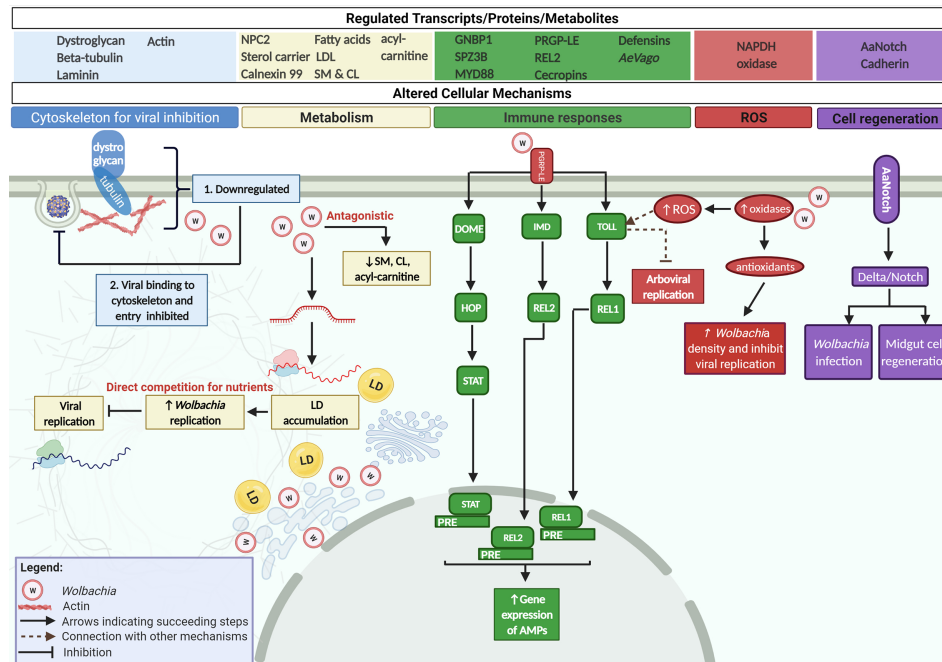 Regulated Transcripts/Proteins/Metabolites
Dystroglycan Actin
Beta-tubulin
Laminin
NPC2 Fatty acids acyl-
Sterol carrier LDL carnitine
Calnexin 99 SM & CL
GNBP1 PRGP-LE Defensins
SPZ3B REL2 AeVago
MYD88 Cecropins
NAPDH
oxidase
AaNotch
Cadherin
Altered Cellular Mechanisms
Cytoskeleton for viral inhibition
Metabolism
Immune responses
ROS
Cell regeneration
dystro
glycan
tubulin
1. Downregulated
2. Viral binding to
cytoskeleton and
entry inhibited
W
W
W
W
W
Antagonistic
↓SM, CL,
acyl-carnitine
Direct competition for nutrients
Viral
replication
↑Wolbachia
replication
LD
accumulation
LD
LD
LD
W
W
W
W
W
W
PGRP-LE
DOME
IMD
TOLL
HOP
REL2
REL1
STAT
STAT
PRE
REL2
PRE
REL1
PRE
↑Gene
expression
of AMPs
↑ROS
↑oxidases
W
W
antioxidants
Arboviral
replication
↑ Wolbachia
density and inhibit
viral replication
AaNotch
Delta/Notch
Wolbachia
infection
Midgut cell
regeneratio
Legend:
W Wolbachia
Actin
Arrows indicating succeeding steps
Connection with other mechanisms
Inhibition